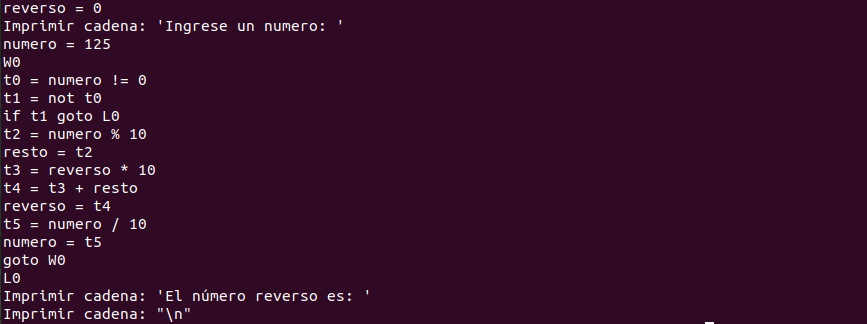 reverso = 0
Imprimir cadena: 'Ingrese un numero: '
numero = 125
W0
t0 = numero != 0
t1 = not t0
if t1 goto L0
t2 = numero % 10
resto = t2
t3 = reverso * 10
t4 = t3 + resto
reverso = t4
t5 = numero / 10
numero = t5
goto W0
L0
Imprimir cadena: 'El número reverso es: '
Imprimir cadena: "\n"